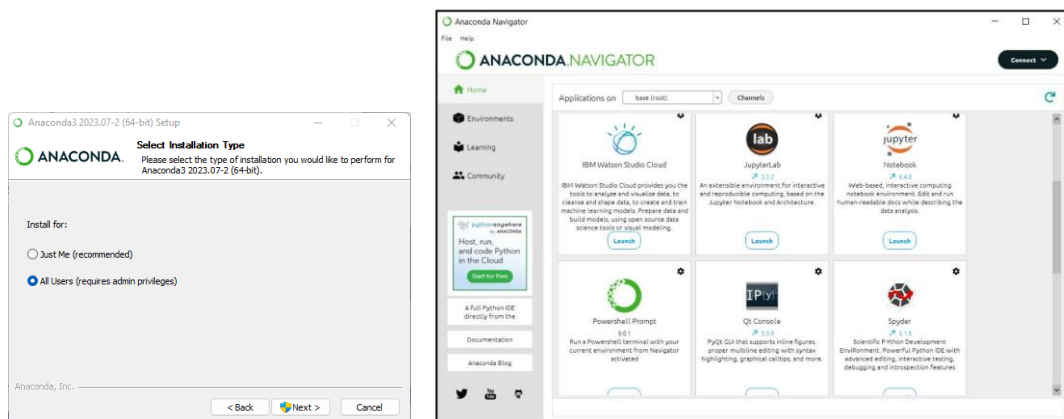 Anaconda3 2023.07-2 (64-bit) Setup
ANACONDA.
Select Installation Type
Please select the type of installation you would like to perform for
Anaconda3 2023.07-2 (64-bit).
Install for:
Just Me (recommended)
All Users (requires admin privileges)
Anaconda, Inc.
< Back
Next >
Cancel
Anaconda Navigator
File Help
ANACONDA.NAVIGATOR
Connect
Home
Environments
Learning
Community
pythonanywhere
by ANACONDA
Host, run,
and code Python
in the Cloud
Start for Free
A Full Python IDE
directly from the
Documentation
Anaconda Blog
You
Applications on
base (root)
Channels
IBM Watson Studio Cloud
IBM Watson Studio Cloud provides you the
tools to analyze and visualize data, to
cleanse and shape data, to create and train
machine learning models. Prepare data and
build models, using open source data
science tools or visual modeling.
Launch
lab
JupyterLab
An extensible environment for interactive
and reproducible computing, based on the
Jupyter Notebook and Architecture.
Launch
jupyter
Notebook
Web-based, interactive computing
notebook environment. Edit and run
human-readable docs while describing the
data analysis.
Launch
Powershell Prompt
0.0.1
Run a Powershell terminal with your
current environment from Navigator
activated
IP[y]:
Qt Console
PyQt GUI that supports inline figures,
proper multiline editing with syntax
highlighting, graphical calltips, and more.
Spyder
Scientific Python Development
EnviRonment. Powerful Python IDE with
advanced editing, interactive testing,
debugging and introspection features